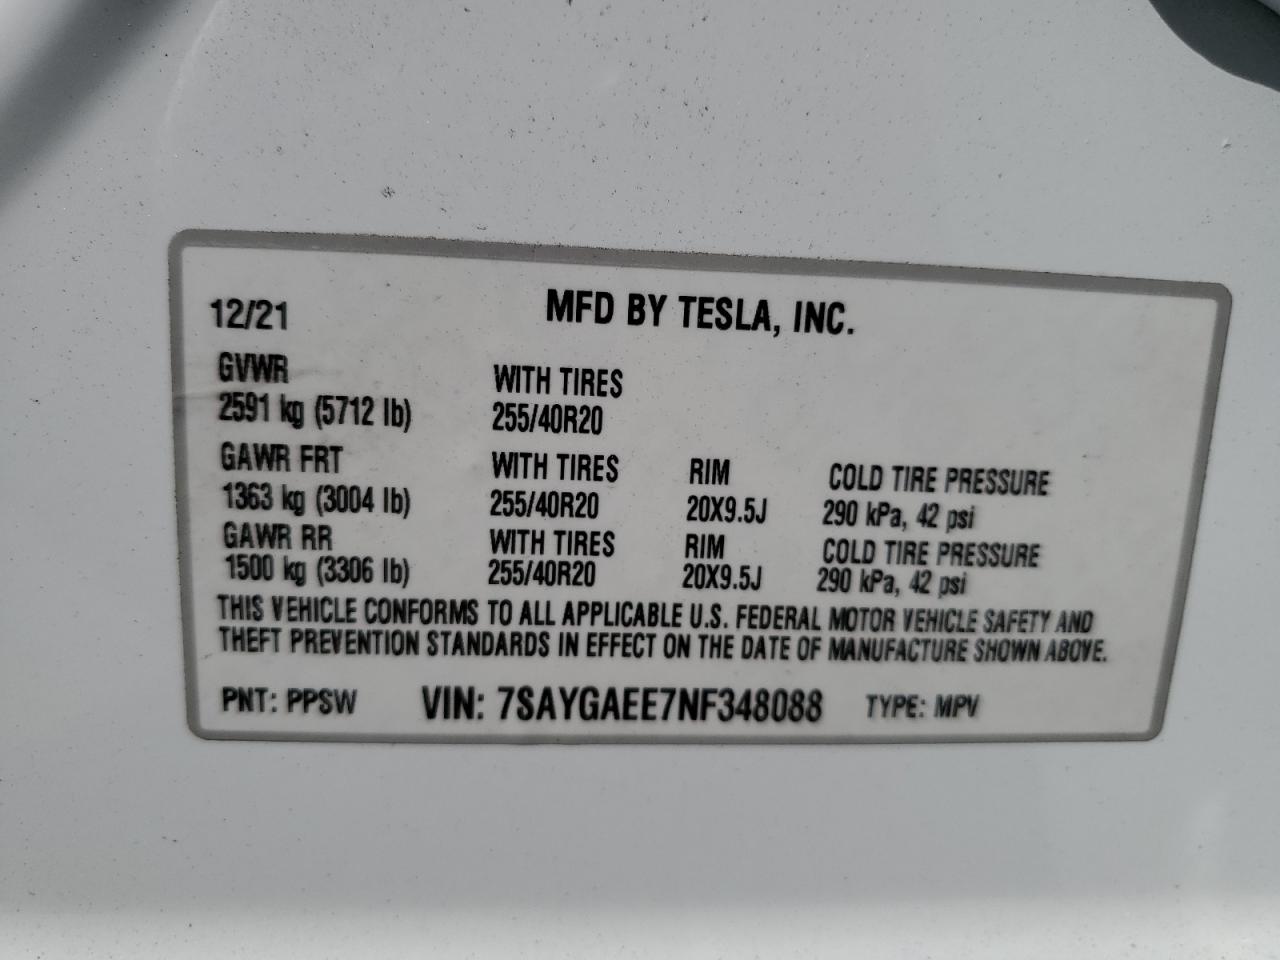 12/21 MFD BY TESLA, INC.
GVWR WITH TIRES
2591 kg (5712 lb) 255/40R20
GAWR FRT WITH TIRES RIM COLD TIRE PRESSURE
1363 kg (3004 lb) 255/40R20 20X9.5J 290 kPa, 42 psi
GAWR RR WITH TIRES RIM COLD TIRE PRESSURE
1500 kg (3306 lb) 255/40R20 20X9.5J 290 kPa, 42 psi
THIS VEHICLE CONFORMS TO ALL APPLICABLE U.S. FEDERAL MOTOR VEHICLE SAFETY AND
THEFT PREVENTION STANDARDS IN EFFECT ON THE DATE OF MANUFACTURE SHOWN ABOVE.
PNT: PPSW VIN: 7SAYGAEE7NF348088 TYPE: MPV